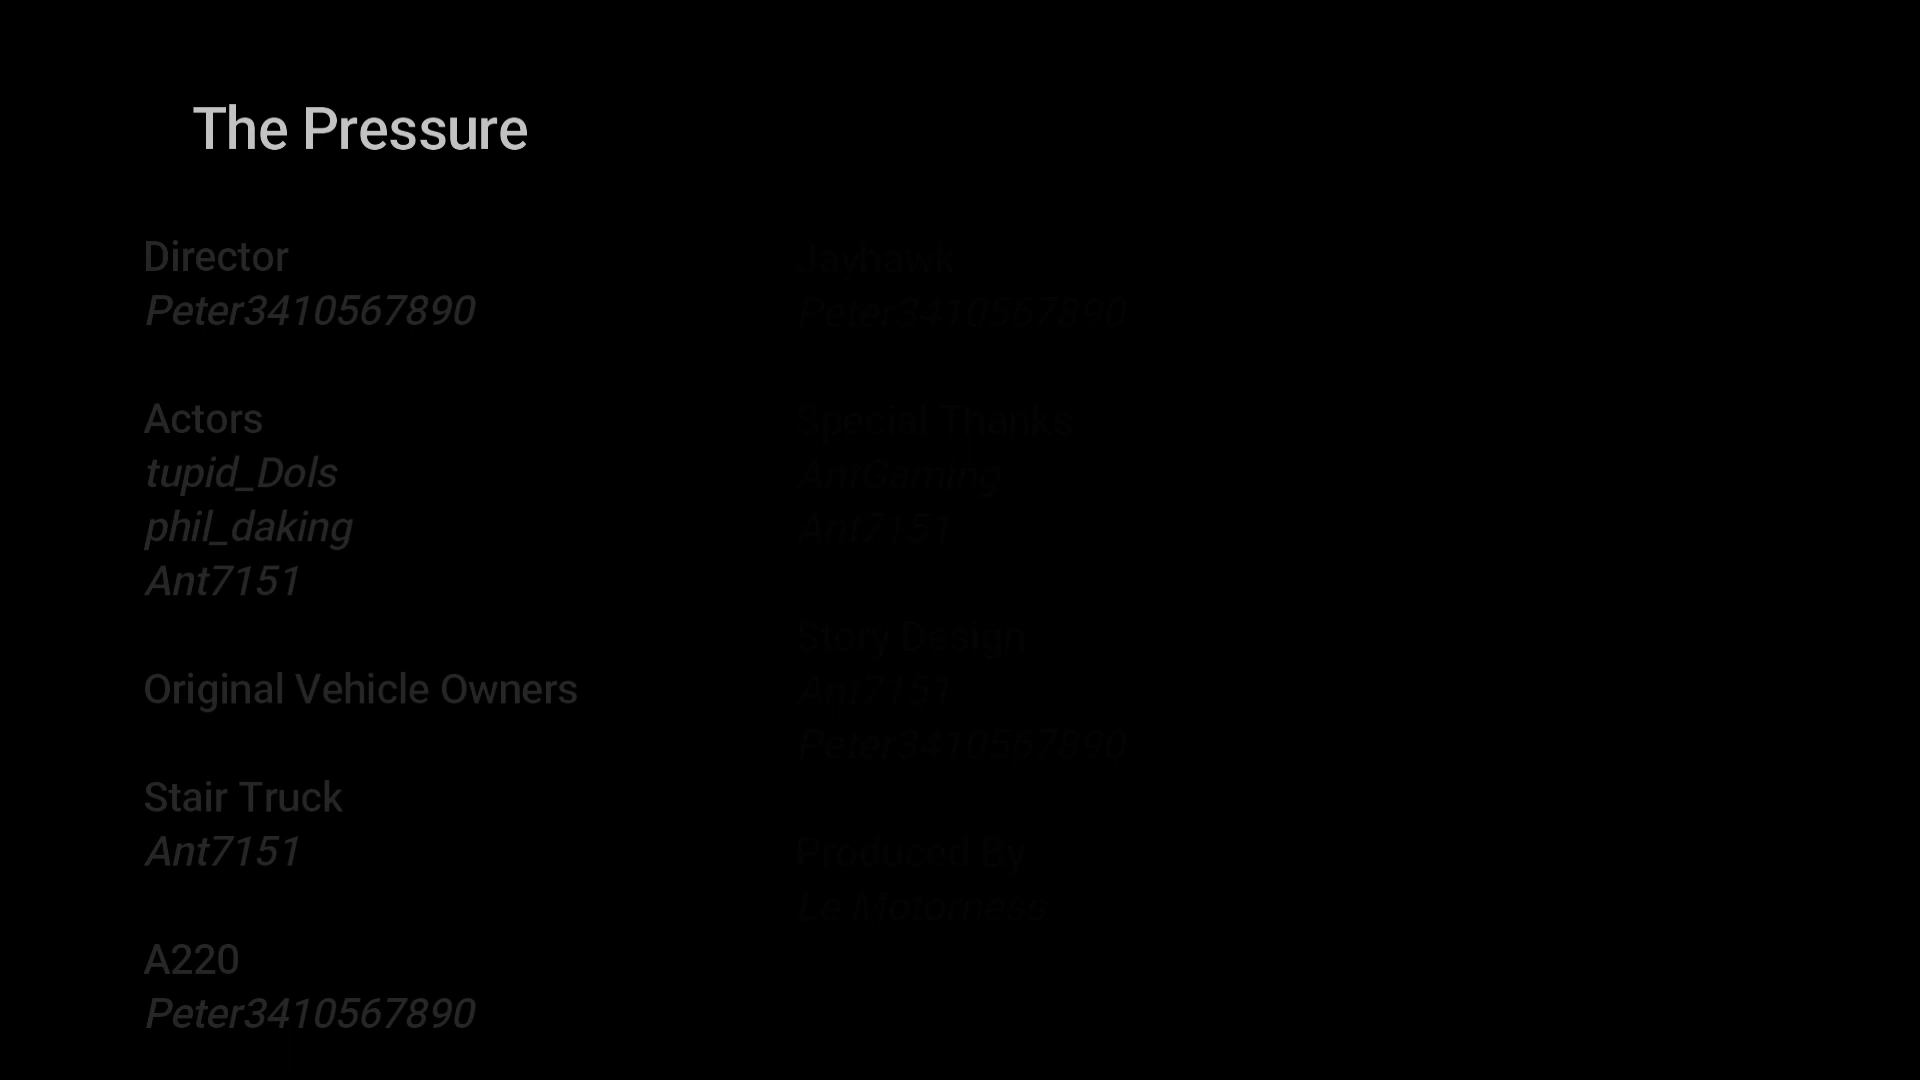 The Pressure
Director
Peter3410567890
Actors
tupid_Dols
phil_daking
Ant7151
Original Vehicle Owners
Stair Truck
Ant7151
A220
Peter3410567890
Jayhawk
Peter3410567890
Special Thanks
AntGaming
Ant7151
Story Design
Ant7151
Peter3410567890
Produced By
Le Motorness